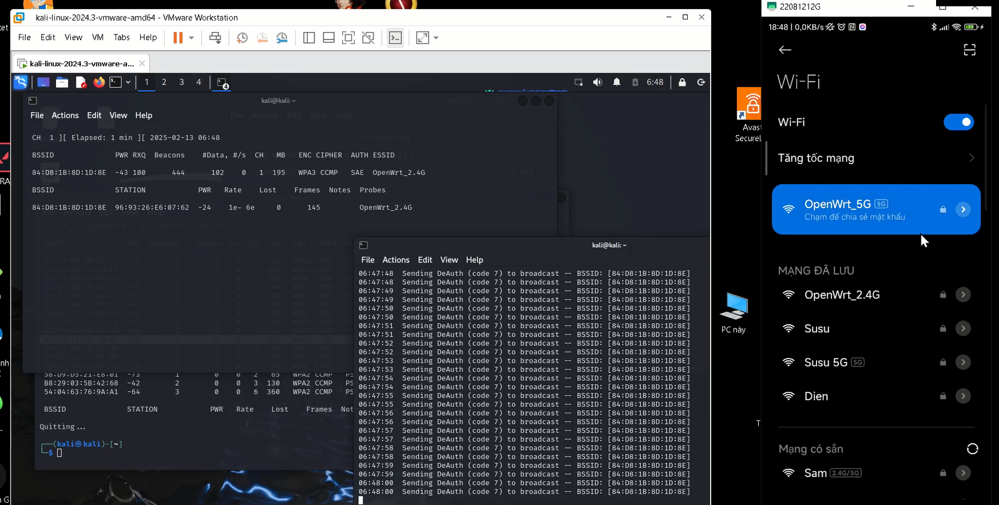 kali-linux-2024.3-vmware-amd64 - VMware Workstation
File Edit View VM Tabs Help
kali-linux-2024.3-vmware-a...
1 2 3 4
4
6:48
kali@kali: ~
File Actions Edit View Help
CH 1 ][ Elapsed: 1 min ][ 2025-02-13 06:48
BSSID PWR RXQ Beacons #Data, #/s CH MB ENC CIPHER AUTH ESSID
84:D8:1B:8D:1D:8E -43 100 444 102 0 1 195 WPA3 CCMP SAE OpenWrt_2.4G
BSSID STATION PWR Rate Lost Frames Notes Probes
84:D8:1B:8D:1D:8E 96:93:26:E6:07:62 -24 1e- 6e 0 145 OpenWrt_2.4G
58:D9:D5:21:E8:01 -73 1 0 0 2 65 WPA2 CCMP PS
B8:29:03:5B:42:68 -42 2 0 0 3 130 WPA2 CCMP PS
54:04:63:76:9A:A1 -64 3 0 0 6 360 WPA2 CCMP PS
BSSID STATION PWR Rate Lost Frames Not
Quitting...
┌──(kali㉿kali)-[~]
└─$
kali@kali: ~
File Actions Edit View Help
06:47:48 Sending DeAuth (code 7) to broadcast -- BSSID: [84:D8:1B:8D:1D:8E]
06:47:48 Sending DeAuth (code 7) to broadcast -- BSSID: [84:D8:1B:8D:1D:8E]
06:47:49 Sending DeAuth (code 7) to broadcast -- BSSID: [84:D8:1B:8D:1D:8E]
06:47:49 Sending DeAuth (code 7) to broadcast -- BSSID: [84:D8:1B:8D:1D:8E]
06:47:50 Sending DeAuth (code 7) to broadcast -- BSSID: [84:D8:1B:8D:1D:8E]
06:47:50 Sending DeAuth (code 7) to broadcast -- BSSID: [84:D8:1B:8D:1D:8E]
06:47:51 Sending DeAuth (code 7) to broadcast -- BSSID: [84:D8:1B:8D:1D:8E]
06:47:51 Sending DeAuth (code 7) to broadcast -- BSSID: [84:D8:1B:8D:1D:8E]
06:47:52 Sending DeAuth (code 7) to broadcast -- BSSID: [84:D8:1B:8D:1D:8E]
06:47:52 Sending DeAuth (code 7) to broadcast -- BSSID: [84:D8:1B:8D:1D:8E]
06:47:53 Sending DeAuth (code 7) to broadcast -- BSSID: [84:D8:1B:8D:1D:8E]
06:47:53 Sending DeAuth (code 7) to broadcast -- BSSID: [84:D8:1B:8D:1D:8E]
06:47:54 Sending DeAuth (code 7) to broadcast -- BSSID: [84:D8:1B:8D:1D:8E]
06:47:54 Sending DeAuth (code 7) to broadcast -- BSSID: [84:D8:1B:8D:1D:8E]
06:47:55 Sending DeAuth (code 7) to broadcast -- BSSID: [84:D8:1B:8D:1D:8E]
06:47:55 Sending DeAuth (code 7) to broadcast -- BSSID: [84:D8:1B:8D:1D:8E]
06:47:56 Sending DeAuth (code 7) to broadcast -- BSSID: [84:D8:1B:8D:1D:8E]
06:47:56 Sending DeAuth (code 7) to broadcast -- BSSID: [84:D8:1B:8D:1D:8E]
06:47:57 Sending DeAuth (code 7) to broadcast -- BSSID: [84:D8:1B:8D:1D:8E]
06:47:57 Sending DeAuth (code 7) to broadcast -- BSSID: [84:D8:1B:8D:1D:8E]
06:47:58 Sending DeAuth (code 7) to broadcast -- BSSID: [84:D8:1B:8D:1D:8E]
06:47:58 Sending DeAuth (code 7) to broadcast -- BSSID: [84:D8:1B:8D:1D:8E]
06:47:59 Sending DeAuth (code 7) to broadcast -- BSSID: [84:D8:1B:8D:1D:8E]
06:47:59 Sending DeAuth (code 7) to broadcast -- BSSID: [84:D8:1B:8D:1D:8E]
06:48:00 Sending DeAuth (code 7) to broadcast -- BSSID: [84:D8:1B:8D:1D:8E]
06:48:00 Sending DeAuth (code 7) to broadcast -- BSSID: [84:D8:1B:8D:1D:8E]
Avast
Securel
PC này
22081212G
18:48 | 0,0KB/s
77
Wi-Fi
Wi-Fi
Tăng tốc mạng
OpenWrt_5G 5G
Chạm để chia sẻ mật khẩu
MẠNG ĐÃ LƯU
OpenWrt_2.4G
Susu
Susu 5G 5G
Dien
Mạng có sẵn
Sam 2.4G/5G